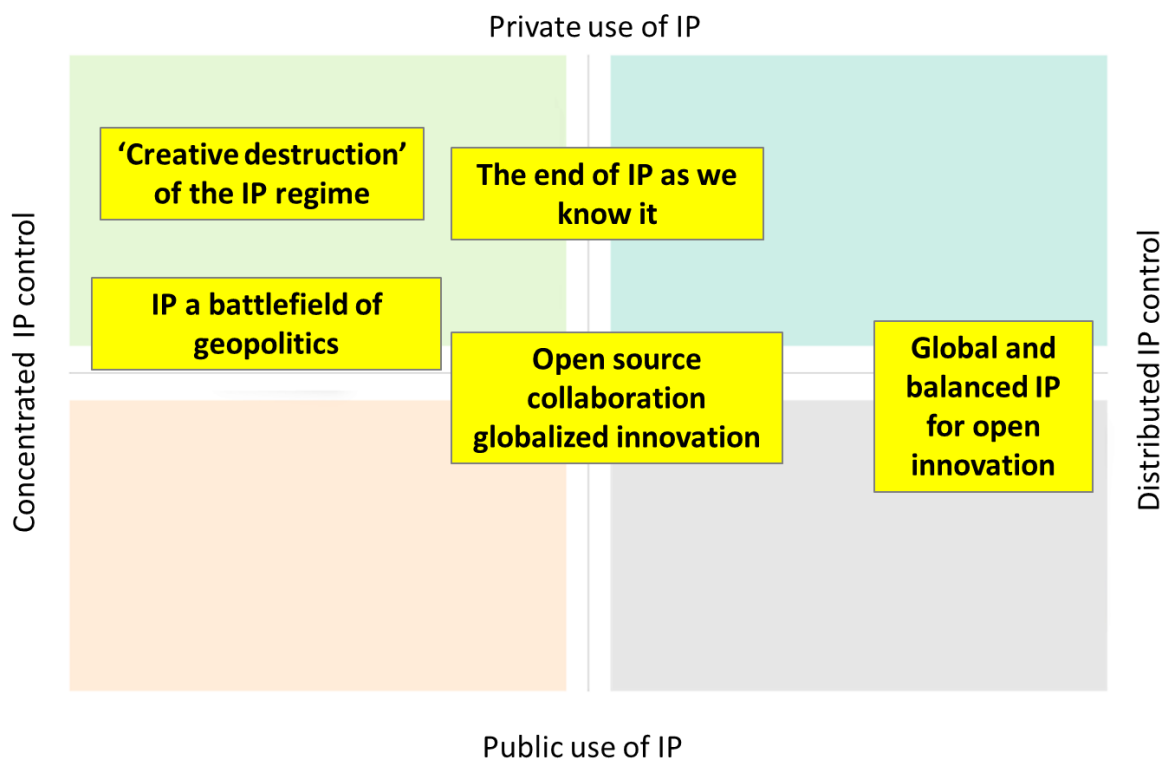 Private use of IP
‘Creative destruction’
of the IP regime
The end of IP as we
know it
Concentrated IP control
Distributed IP control
IP a battlefield of
geopolitics
Open source
collaboration
globalized innovation
Global and
balanced IP
for open
innovation
Public use of IP